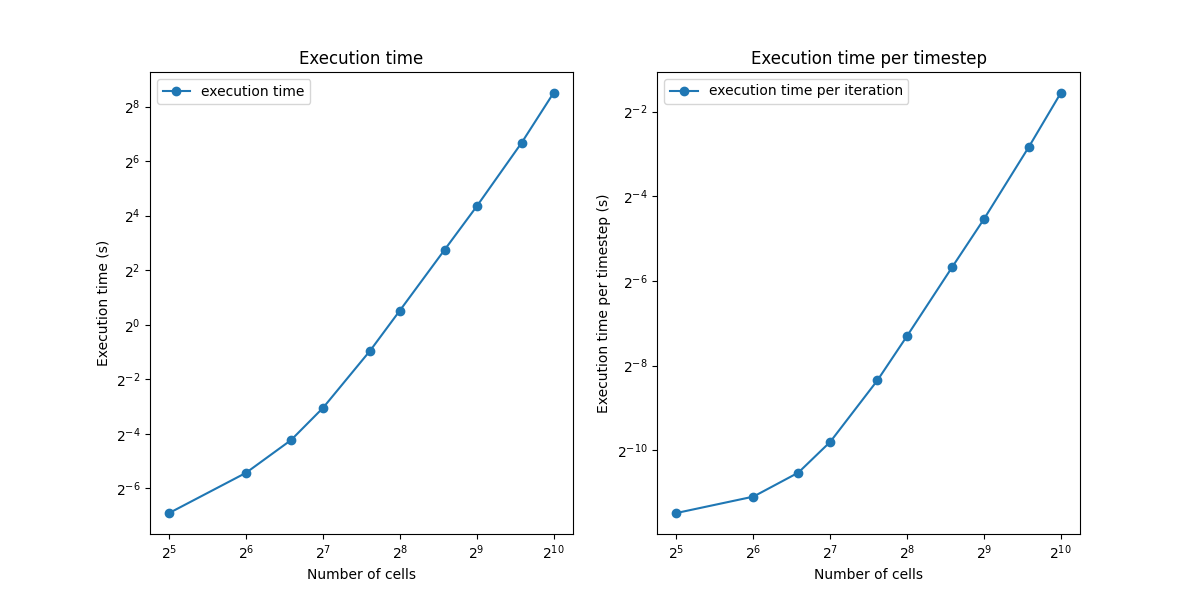 Execution time
execution time
Execution time (s)
2^8
2^6
2^4
2^2
2^0
2^−2
2^−4
2^−6
2^5 2^6 2^7 2^8 2^9 2^10
Number of cells
Execution time per timestep
execution time per iteration
Execution time per timestep (s)
2^−2
2^−4
2^−6
2^−8
2^−10
2^5 2^6 2^7 2^8 2^9 2^10
Number of cells